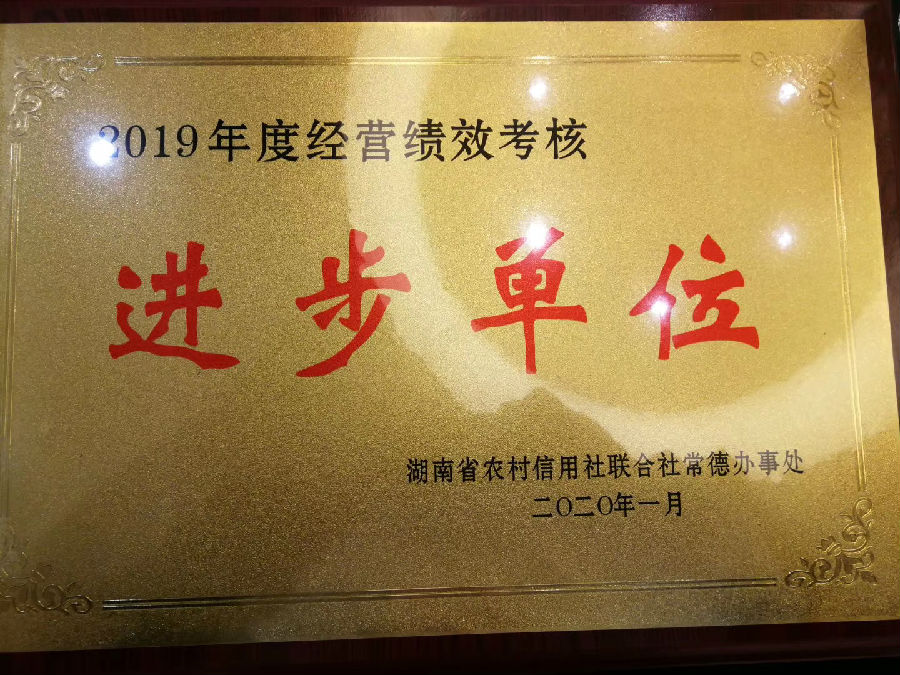 2019年度经营绩效考核
进步单位
湖南省农村信用社联合社常德办事处
二〇二〇年一月